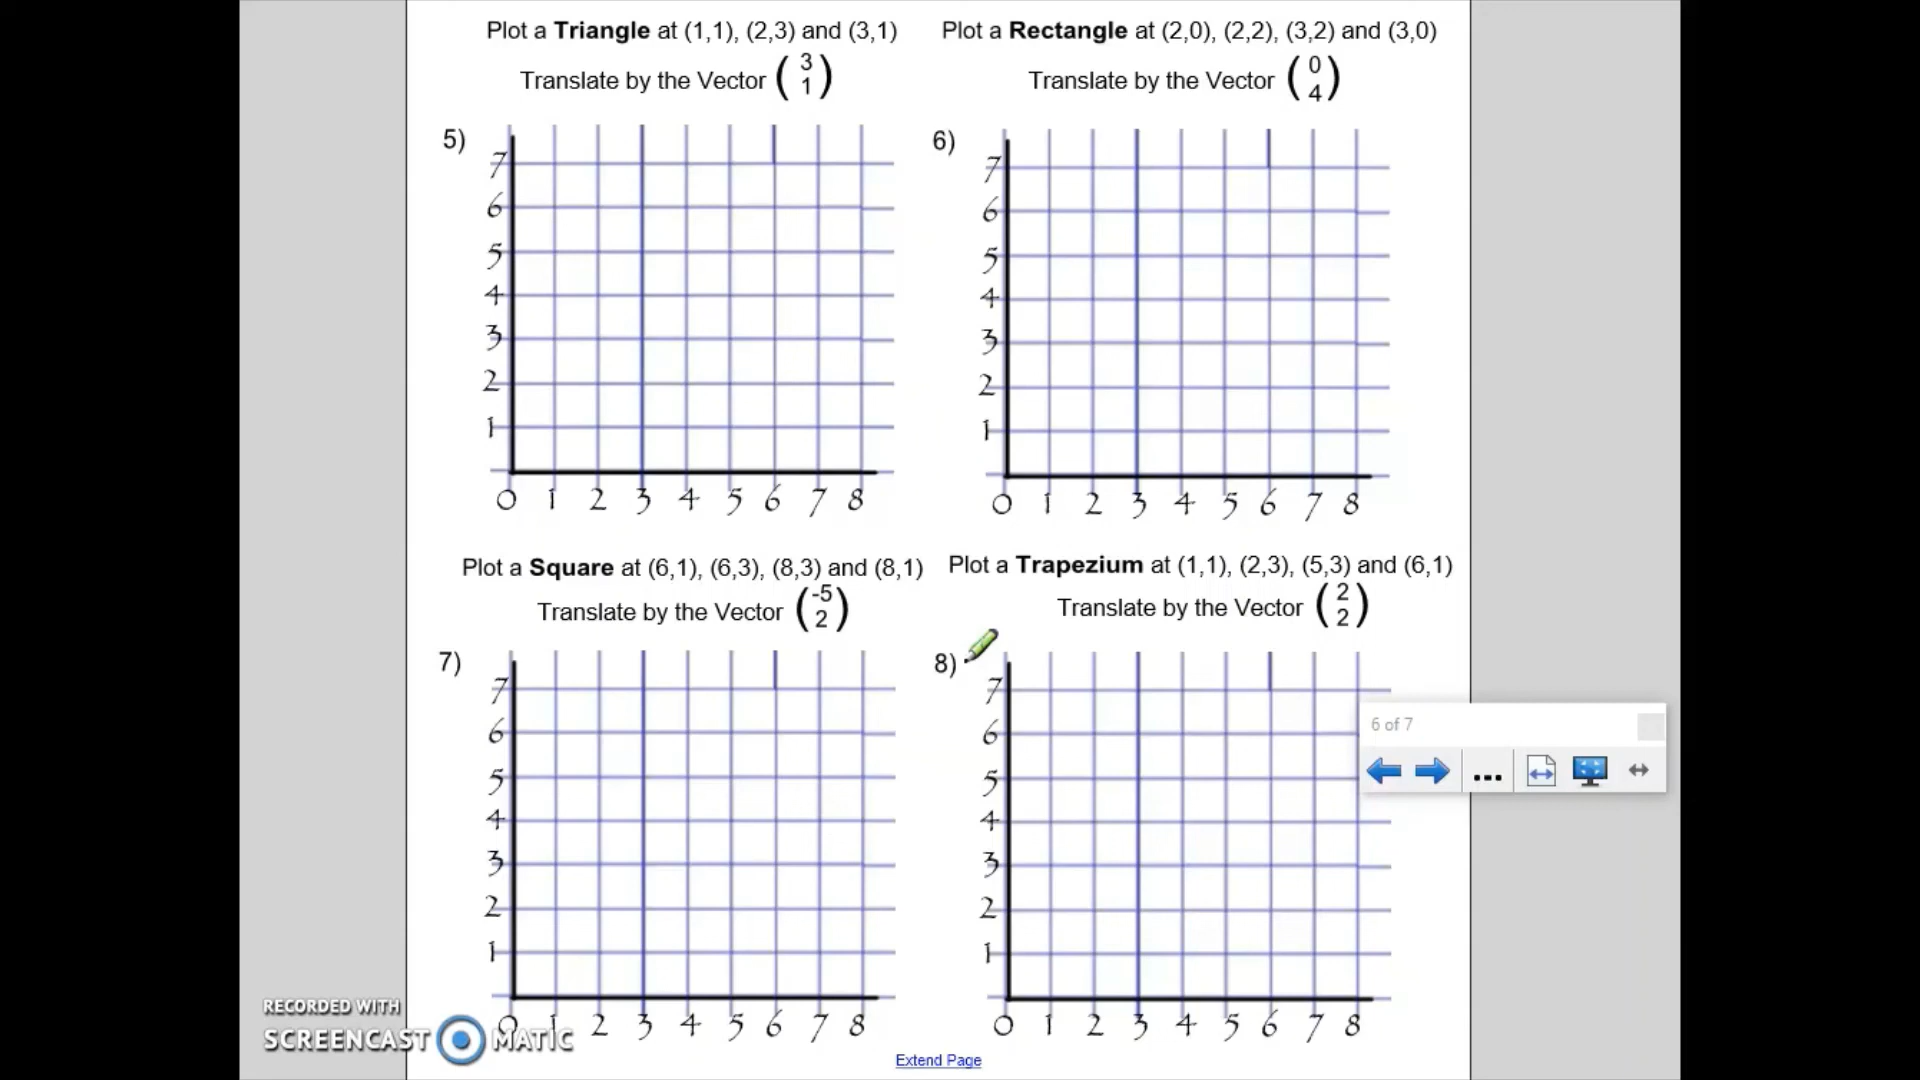 Plot a Triangle at (1,1), (2,3) and (3,1)
Translate by the Vector ( 3 1 )
5)
7
6
5
4
3
2
1
0 1 2 3 4 5 6 7 8
Plot a Rectangle at (2,0), (2,2), (3,2) and (3,0)
Translate by the Vector ( 0 4 )
6)
7
6
5
4
3
2
1
0 1 2 3 4 5 6 7 8
Plot a Square at (6,1), (6,3), (8,3) and (8,1)
Translate by the Vector ( -5 2 )
7)
7
6
5
4
3
2
1
0 1 2 3 4 5 6 7 8
Plot a Trapezium at (1,1), (2,3), (5,3) and (6,1)
Translate by the Vector ( 2 2 )
8)
7
6
5
4
3
2
1
0 1 2 3 4 5 6 7 8
6 of 7
...
Extend Page
RECORDED WITH
SCREENCAST MATIC